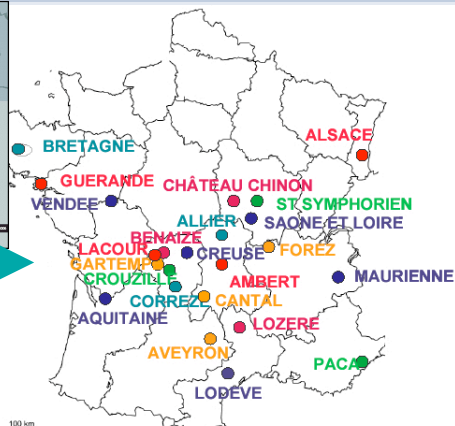 ALSACE
BRETAGNE
GUERANDE
CHÂTEAU CHINON
VENDEE
ST SYMPHORIEN
ALLIER
SAONE ET LOIRE
BENAIZE
LACOUR
CREUSE
FOREZ
GARTEMP
CROUZILLE
AMBERT
MAURIENNE
CORREZE
CANTAL
AQUITAINE
LOZERE
AVEYRON
PACA
LODEVE
100 km